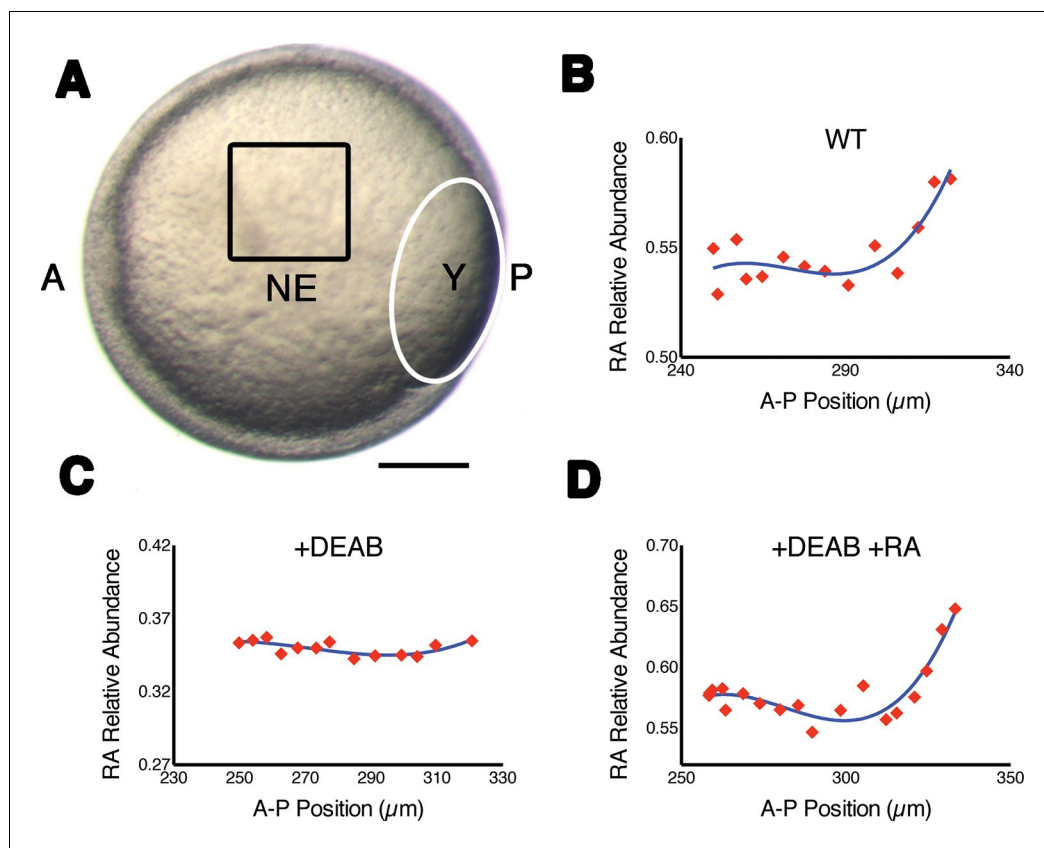 A
A
NE
Y
P
B
WT
RA Relative Abundance
0.60
0.55
0.50
240
290
340
A-P Position (µm)
C
+DEAB
RA Relative Abundance
0.42
0.37
0.32
0.27
230
250
270
290
310
330
A-P Position (µm)
D
+DEAB +RA
RA Relative Abundance
0.70
0.65
0.60
0.55
250
300
350
A-P Position (µm)